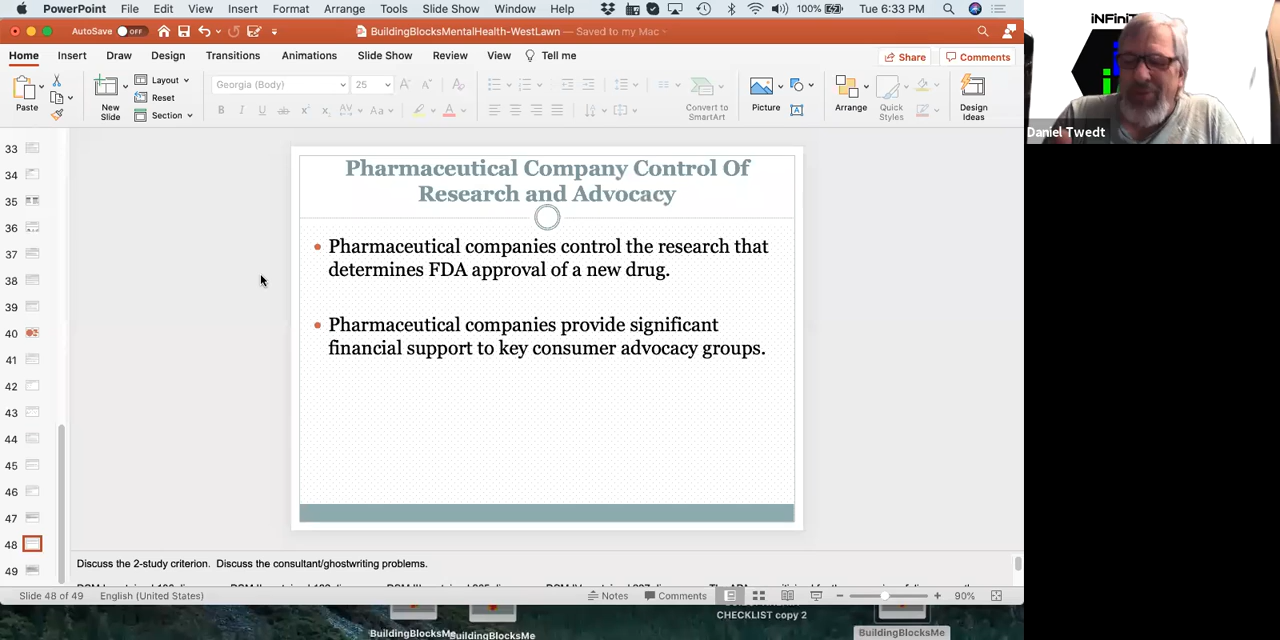 PowerPoint File Edit View Insert Format Arrange Tools Slide Show Window Help 100% Tue 6:33 PM
AutoSave OFF BuildingBlocksMentalHealth-WestLawn — Saved to my Mac
Home Insert Draw Design Transitions Animations Slide Show Review View Tell me Share Comments
Paste New Slide Layout Reset Section Georgia (Body) 25 Convert to SmartArt Picture Arrange Quick Styles Design Ideas
iNFiniT
Daniel Twedt
33
34
35
36
37
38
39
40
41
42
43
44
45
46
47
48
49
Pharmaceutical Company Control Of
Research and Advocacy
Pharmaceutical companies control the research that
determines FDA approval of a new drug.
Pharmaceutical companies provide significant
financial support to key consumer advocacy groups.
Discuss the 2-study criterion. Discuss the consultant/ghostwriting problems.
Slide 48 of 49 English (United States) Notes Comments 90%
CHECKLIST copy 2
BuildingBlocksMe
BuildingBlocksMe
BuildingBlocksMe